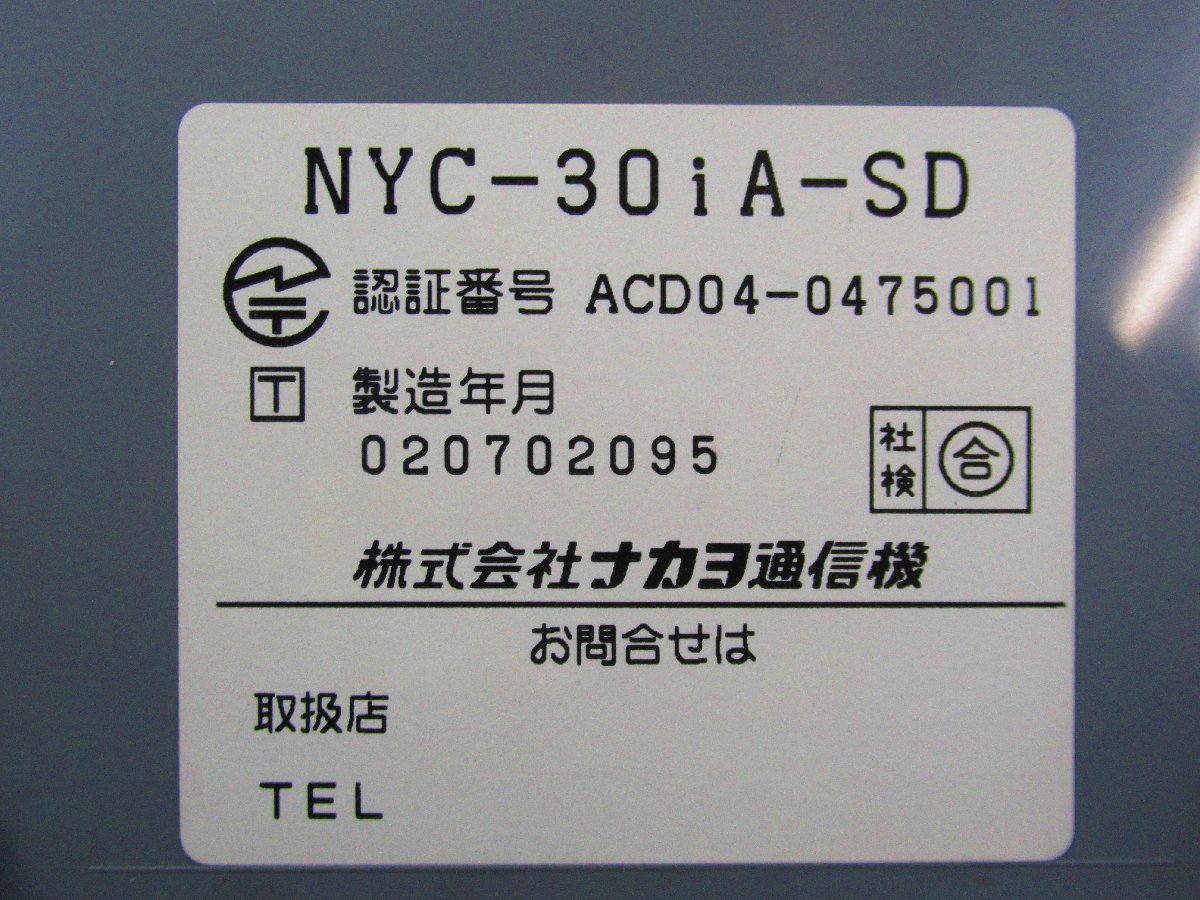 NYC-30iA-SD
認証番号 ACD04-0475001
T 製造年月
020702095
社検 合
株式会社ナカヨ通信機
お問合せは
取扱店
TEL